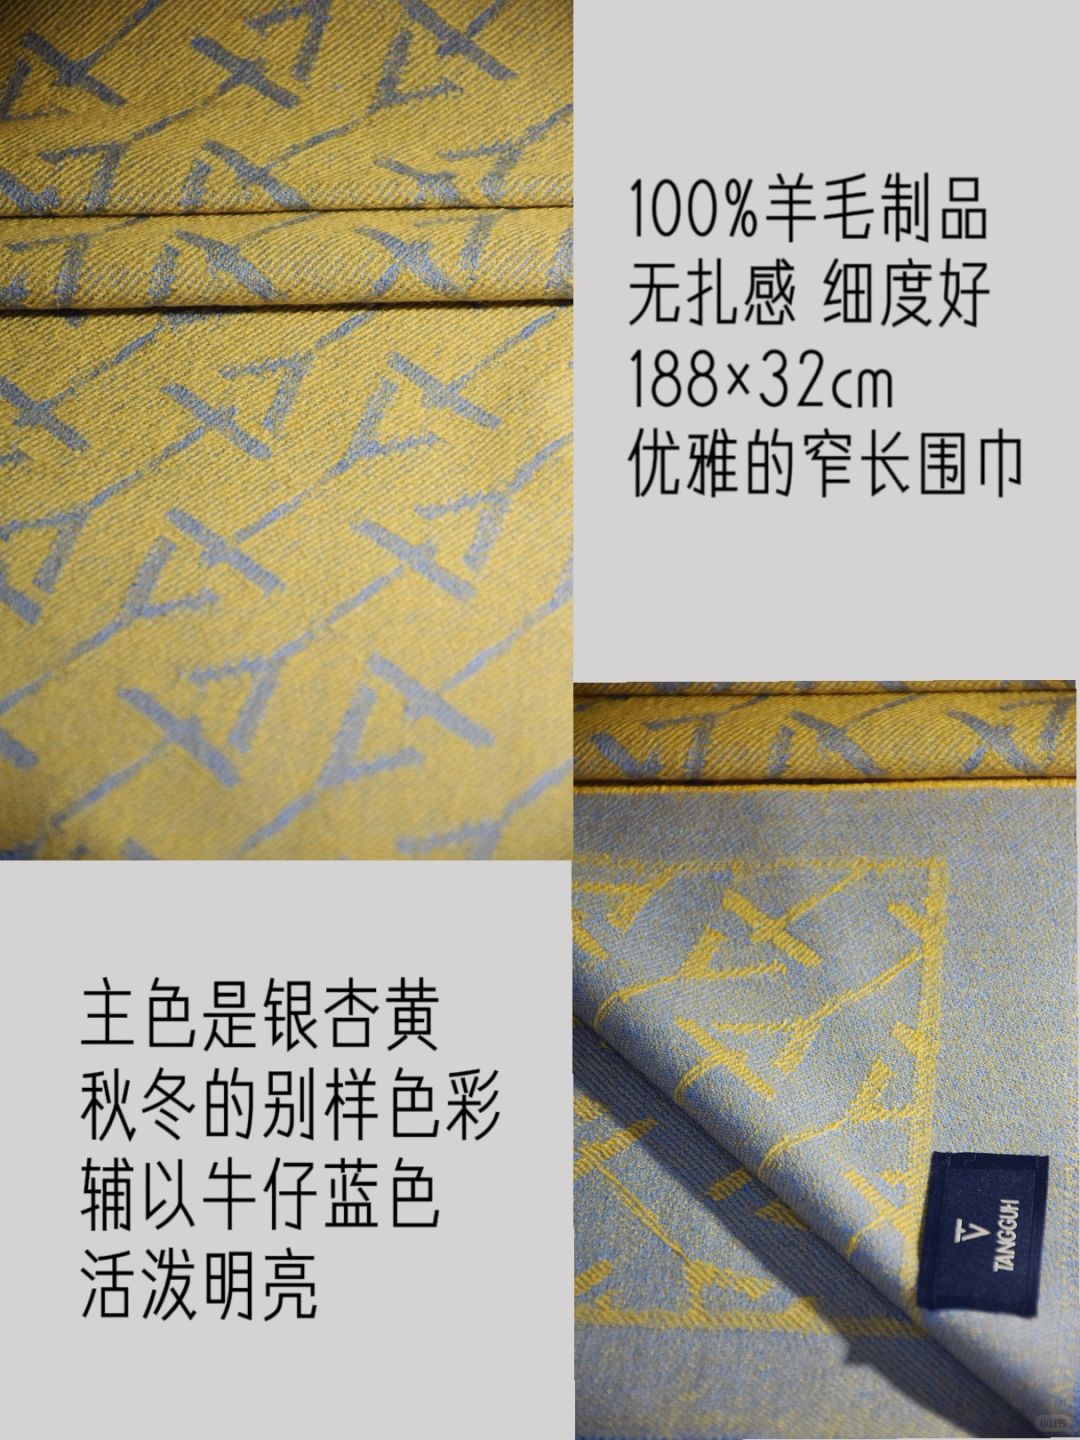 100%羊毛制品
无扎感 细度好
188×32cm
优雅的窄长围巾
主色是银杏黄
秋冬的别样色彩
辅以牛仔蓝色
活泼明亮
TANGGUH